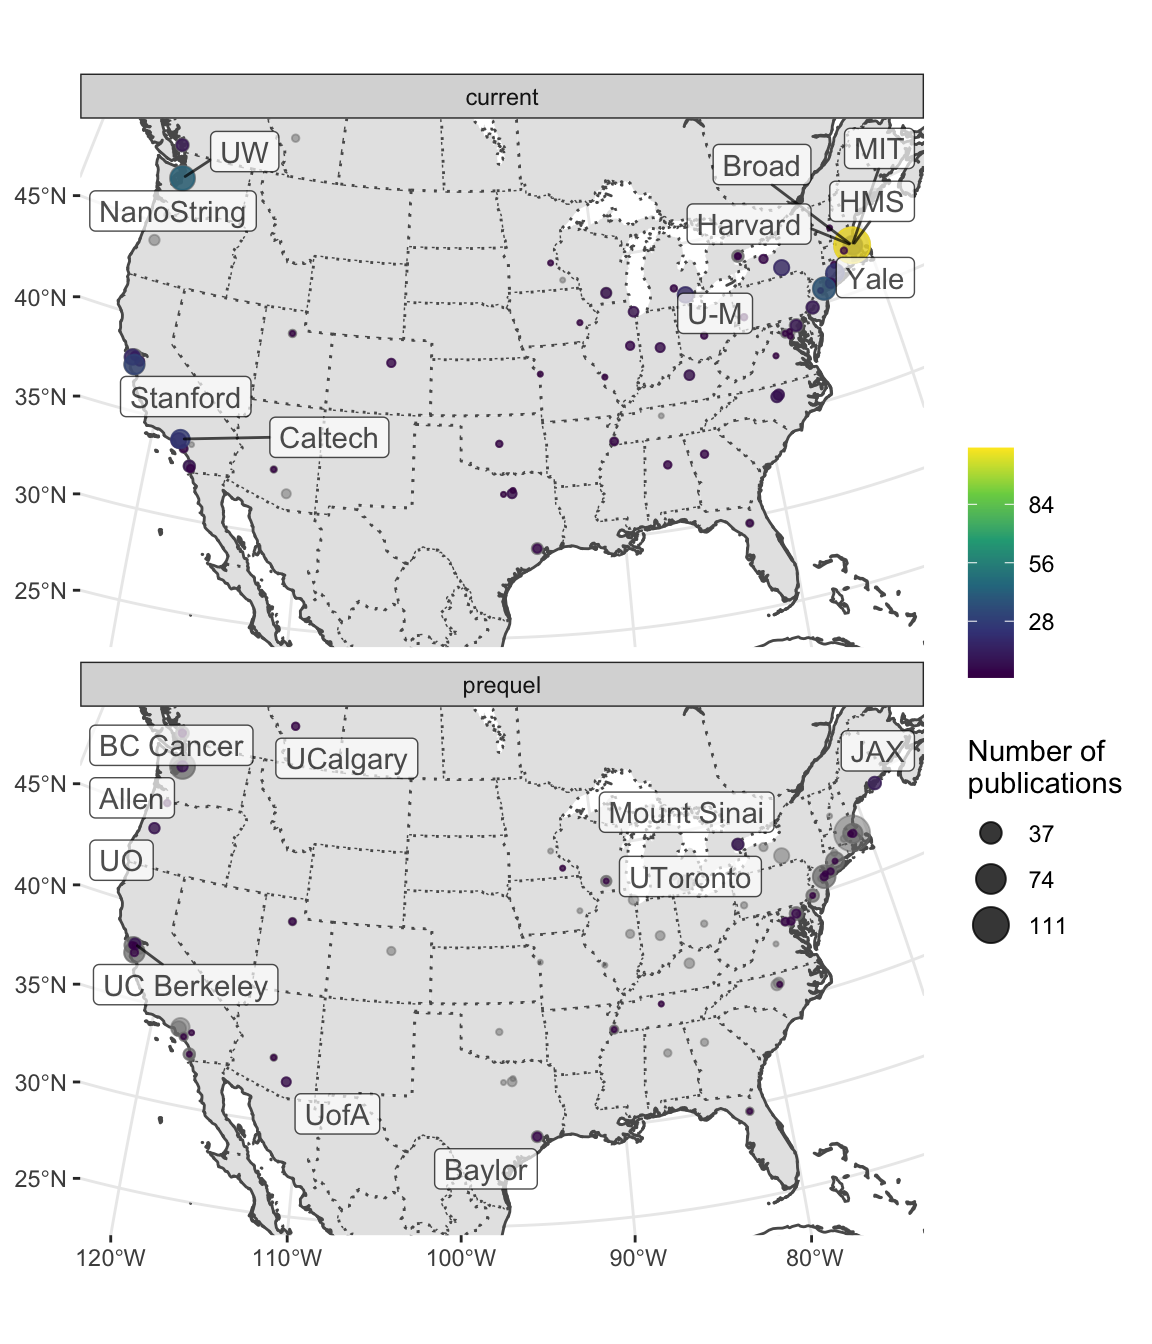 current
UW
MIT
Broad
45°N
NanoString
HMS
Harvard
Yale
40°N
U-M
35°N
Stanford
Caltech
30°N
25°N
84
56
28
prequel
BC Cancer
UCalgary
JAX
45°N
Allen
Mount Sinai
UO
UToronto
40°N
35°N
UC Berkeley
30°N
UofA
Baylor
25°N
120°W
110°W
100°W
90°W
80°W
Number of
publications
37
74
111